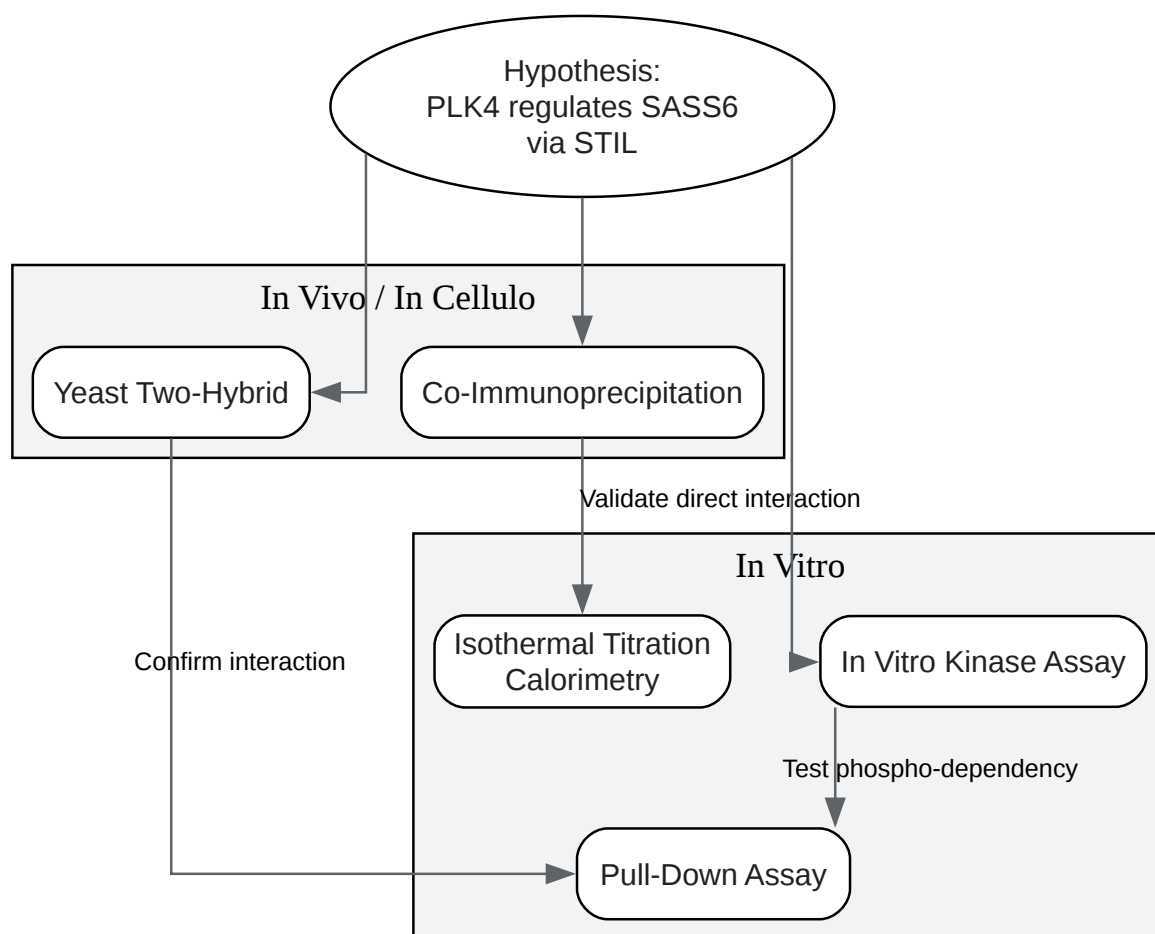 Hypothesis:
PLK4 regulates SASS6
via STIL
In Vivo / In Cellulo
Yeast Two-Hybrid
Co-Immunoprecipitation
Validate direct interaction
In Vitro
Isothermal Titration
Calorimetry
In Vitro Kinase Assay
Confirm interaction
Test phospho-dependency
Pull-Down Assay